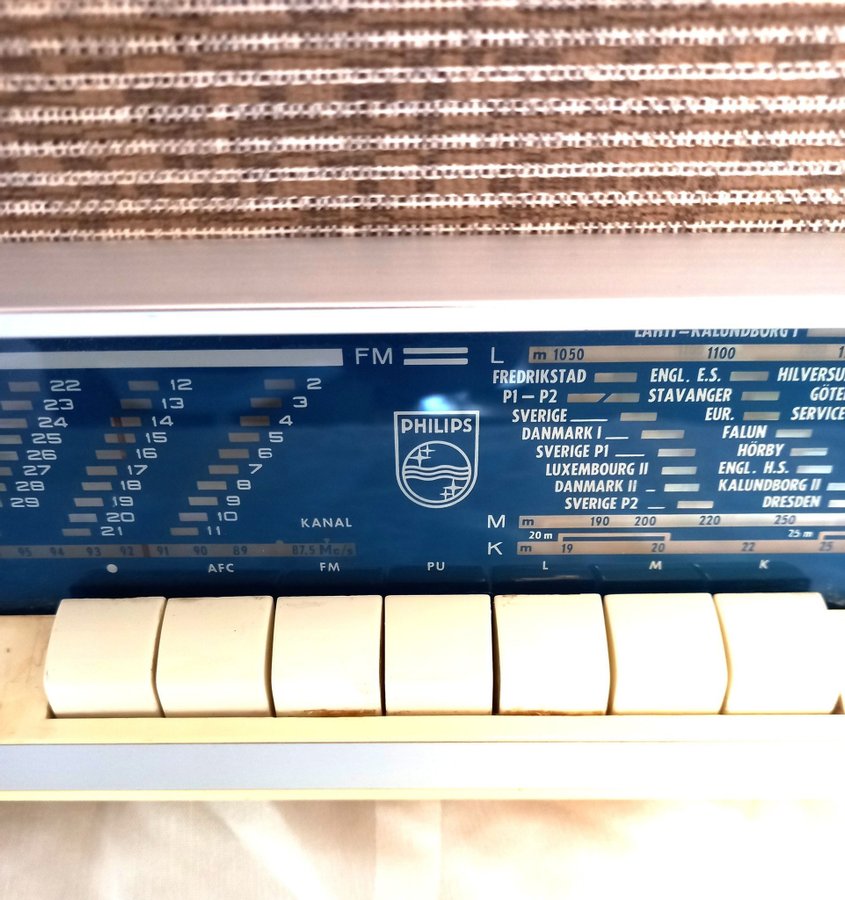 LAHTI-KALUNDBORG I
FM L m 1050 1100
22 12 2 FREDRIKSTAD ENGL. E.S.
23 13 3 P1-P2 STAVANGER
24 14 4 SVERIGE EUR. SERVICE
25 15 5 DANMARK I FALUN
26 16 6 SVERIGE P1 HÖRBY
27 17 7 LUXEMBOURG II ENGL. H.S.
28 18 8 DANMARK II KALUNDBORG II
29 19 9 SVERIGE P2 DRESDEN
20 10
21 11
PHILIPS
KANAL
M m 190 200 220 250
20 m 25 m
K m 19 20 22 25
95 94 93 92 91 90 89 87.5 Mc/s
AFC FM PU L M K